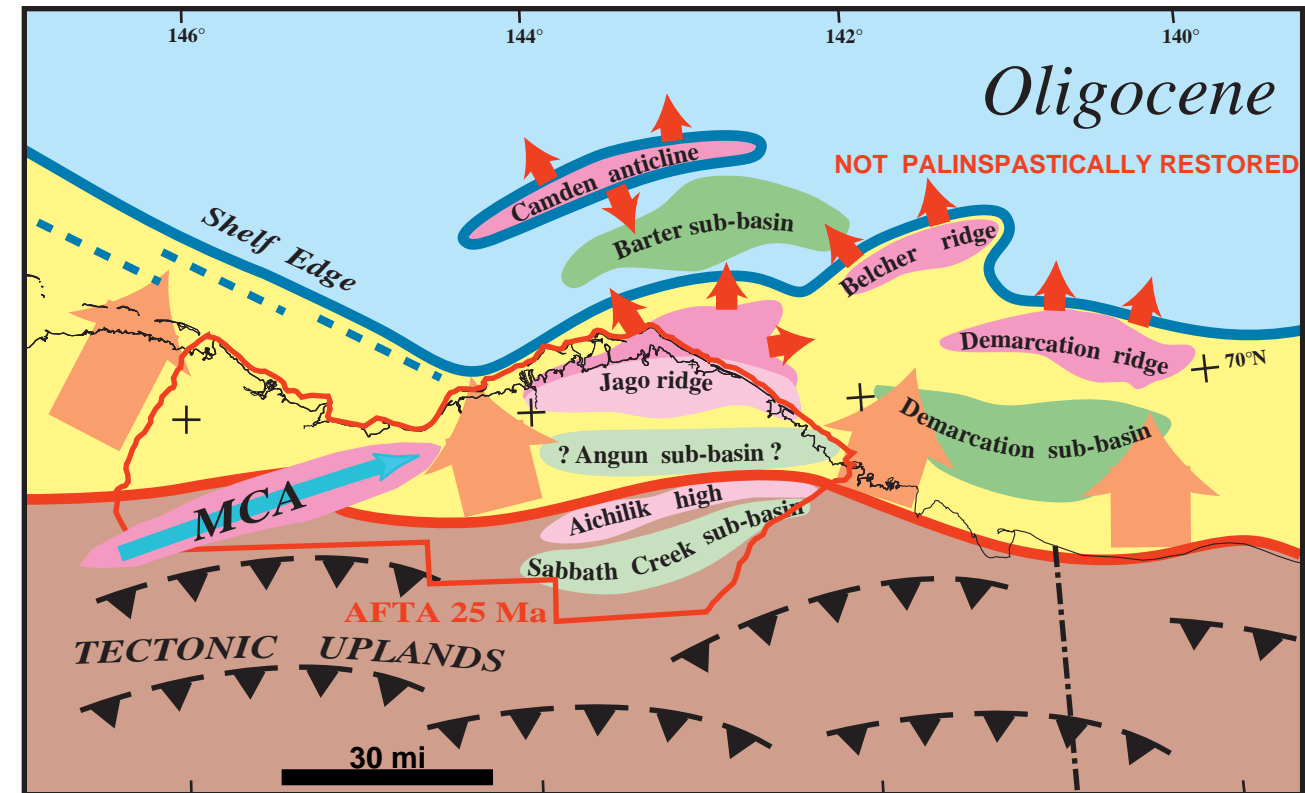 146° 144° 142° 140°
Oligocene
NOT PALINSPASTICALLY RESTORED
Camden anticline
Shelf Edge
Barter sub-basin
Belcher ridge
Demarcation ridge
70°N
Jago ridge
Demarcation sub-basin
? Angun sub-basin ?
MCA
Aichilik high
Sabbath Creek sub-basin
AFTA 25 Ma
TECTONIC UPLANDS
30 mi